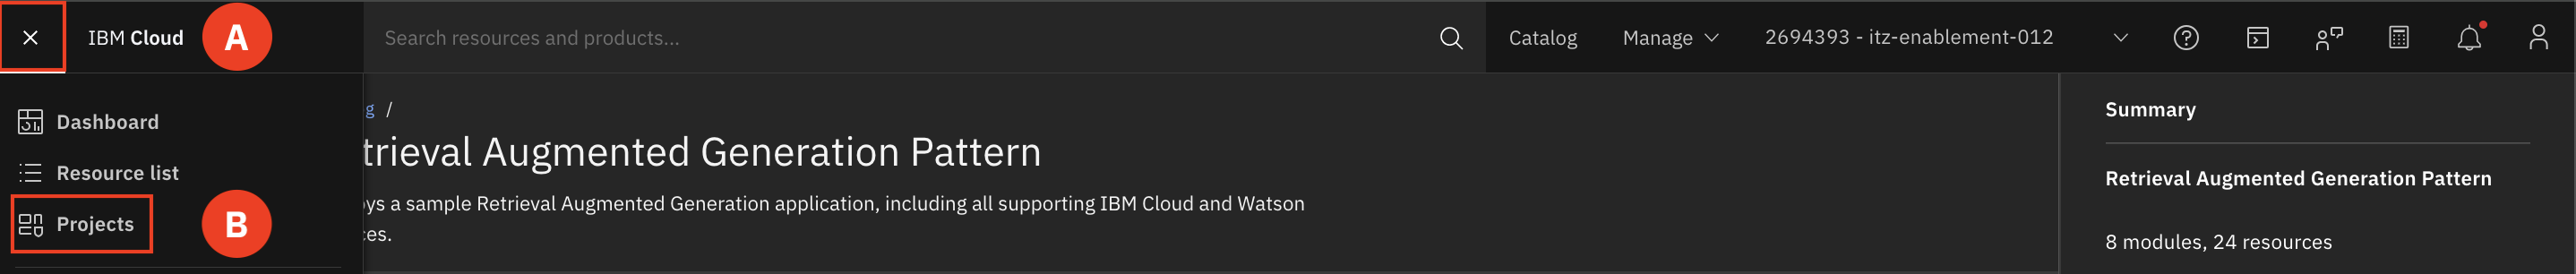 IBM Cloud
A
Search resources and products...
Catalog
Manage
2694393 - itz-enablement-012
Dashboard
Resource list
Projects
B
g /
trieval Augmented Generation Pattern
ys a sample Retrieval Augmented Generation application, including all supporting IBM Cloud and Watson
ces.
Summary
Retrieval Augmented Generation Pattern
8 modules, 24 resources